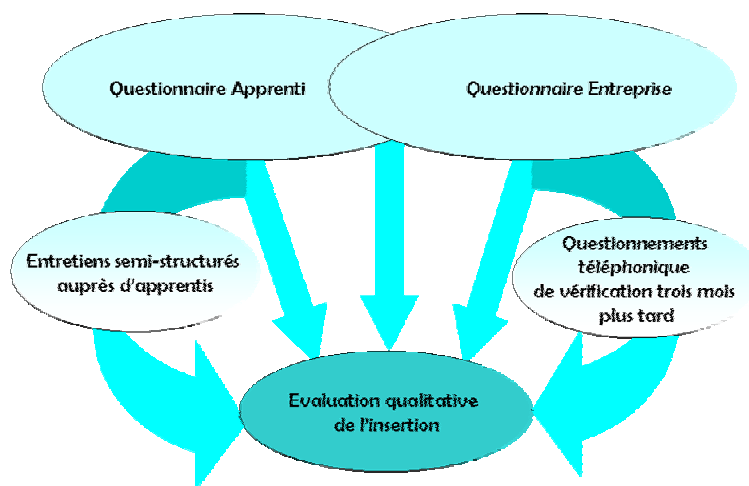 Questionnaire Apprenti
Questionnaire Entreprise
Entretiens semi-structurés
auprès d'apprentis
Questionnements
téléphonique
de vérification trois mois
plus tard
Evaluation qualitative
de l'insertion